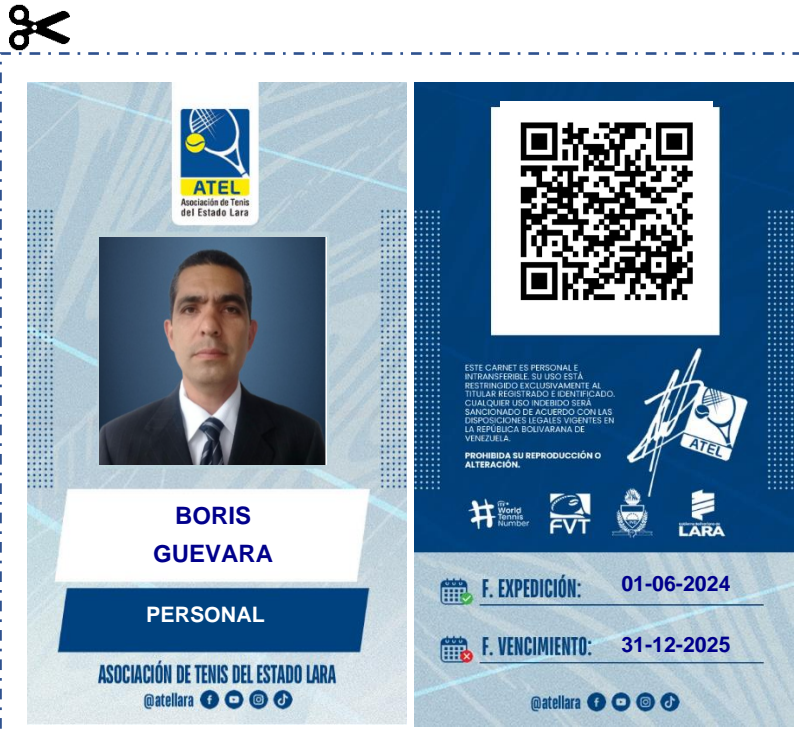 ATEL
Asociación de Tenis
del Estado Lara
BORIS
GUEVARA
PERSONAL
ASOCIACIÓN DE TENIS DEL ESTADO LARA
@atellara
ESTE CARNET ES PERSONAL E
INTRANSFERIBLE. SU USO ESTÁ
RESTRINGIDO EXCLUSIVAMENTE AL
TITULAR REGISTRADO E IDENTIFICADO.
CUALQUIER USO INDEBIDO SERÁ
SANCIONADO DE ACUERDO CON LAS
DISPOSICIONES LEGALES VIGENTES EN
LA REPÚBLICA BOLIVARANA DE
VENEZUELA.
PROHIBIDA SU REPRODUCCIÓN O
ALTERACIÓN.
ATEL
World
Tennis
Number
FVT
LARA
F. EXPEDICIÓN: 01-06-2024
F. VENCIMIENTO: 31-12-2025
@atellara